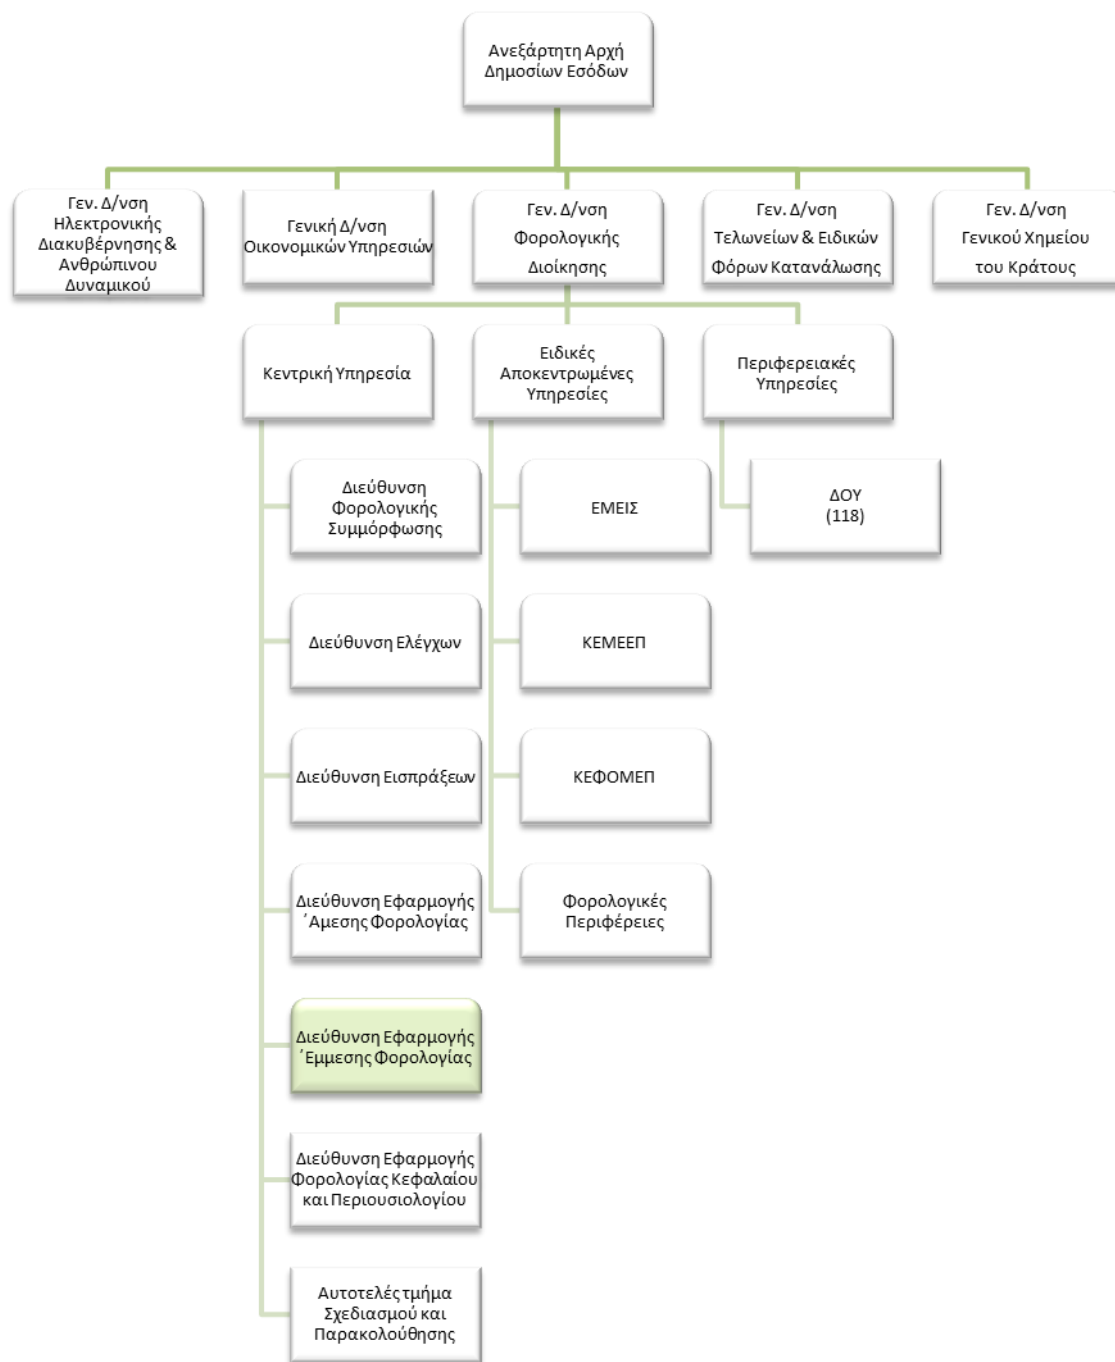 Ανεξάρτητη Αρχή
Δημοσίων Εσόδων
Γεν. Δ/νση
Ηλεκτρονικής
Διακυβέρνησης &
Ανθρώπινου
Δυναμικού
Γενική Δ/νση
Οικονομικών Υπηρεσιών
Γεν. Δ/νση
Φορολογικής
Διοίκησης
Γεν. Δ/νση
Τελωνείων & Ειδικών
Φόρων Κατανάλωσης
Γεν. Δ/νση
Γενικού Χημείου
του Κράτους
Κεντρική Υπηρεσία
Ειδικές
Αποκεντρωμένες
Υπηρεσίες
Περιφερειακές
Υπηρεσίες
Διεύθυνση
Φορολογικής
Συμμόρφωσης
ΕΜΕΙΣ
ΔΟΥ
(118)
Διεύθυνση Ελέγχων
ΚΕΜΕΕΠ
Διεύθυνση Εισπράξεων
ΚΕΦΟΜΕΠ
Διεύθυνση Εφαρμογής
΄Αμεσης Φορολογίας
Φορολογικές
Περιφέρειες
Διεύθυνση Εφαρμογής
΄Εμμεσης Φορολογίας
Διεύθυνση Εφαρμογής
Φορολογίας Κεφαλαίου
και Περιουσιολογίου
Αυτοτελές τμήμα
Σχεδιασμού και
Παρακολούθησης